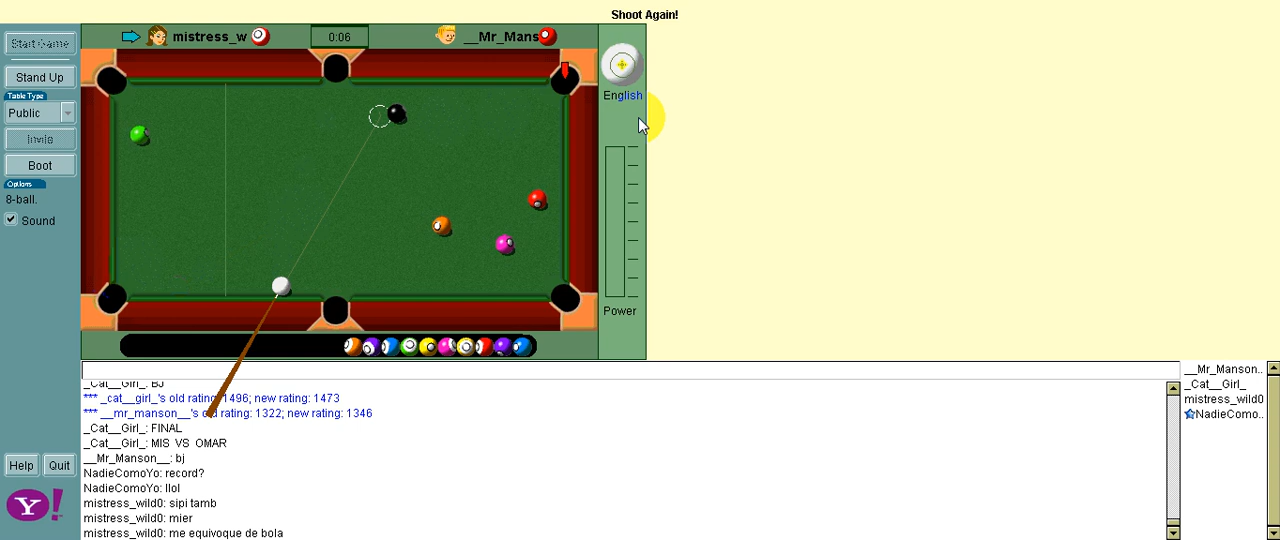 Shoot Again!
Start Game
mistress_w
0:06
__Mr_Mans
Stand Up
Table Type
Public
Invite
Boot
Options
8-ball.
Sound
English
Power
Help
Quit
Y!
_Cat__Girl_: BJ
*** _cat__girl_'s old rating: 1496; new rating: 1473
*** __mr_manson__'s old rating: 1322; new rating: 1346
_Cat__Girl_: FINAL
_Cat__Girl_: MIS VS OMAR
__Mr_Manson__: bj
NadieComoYo: record?
NadieComoYo: llol
mistress_wild0: sipi tamb
mistress_wild0: mier
mistress_wild0: me equivoque de bola
__Mr_Manson..
_Cat__Girl_
mistress_wild0
NadieComo..